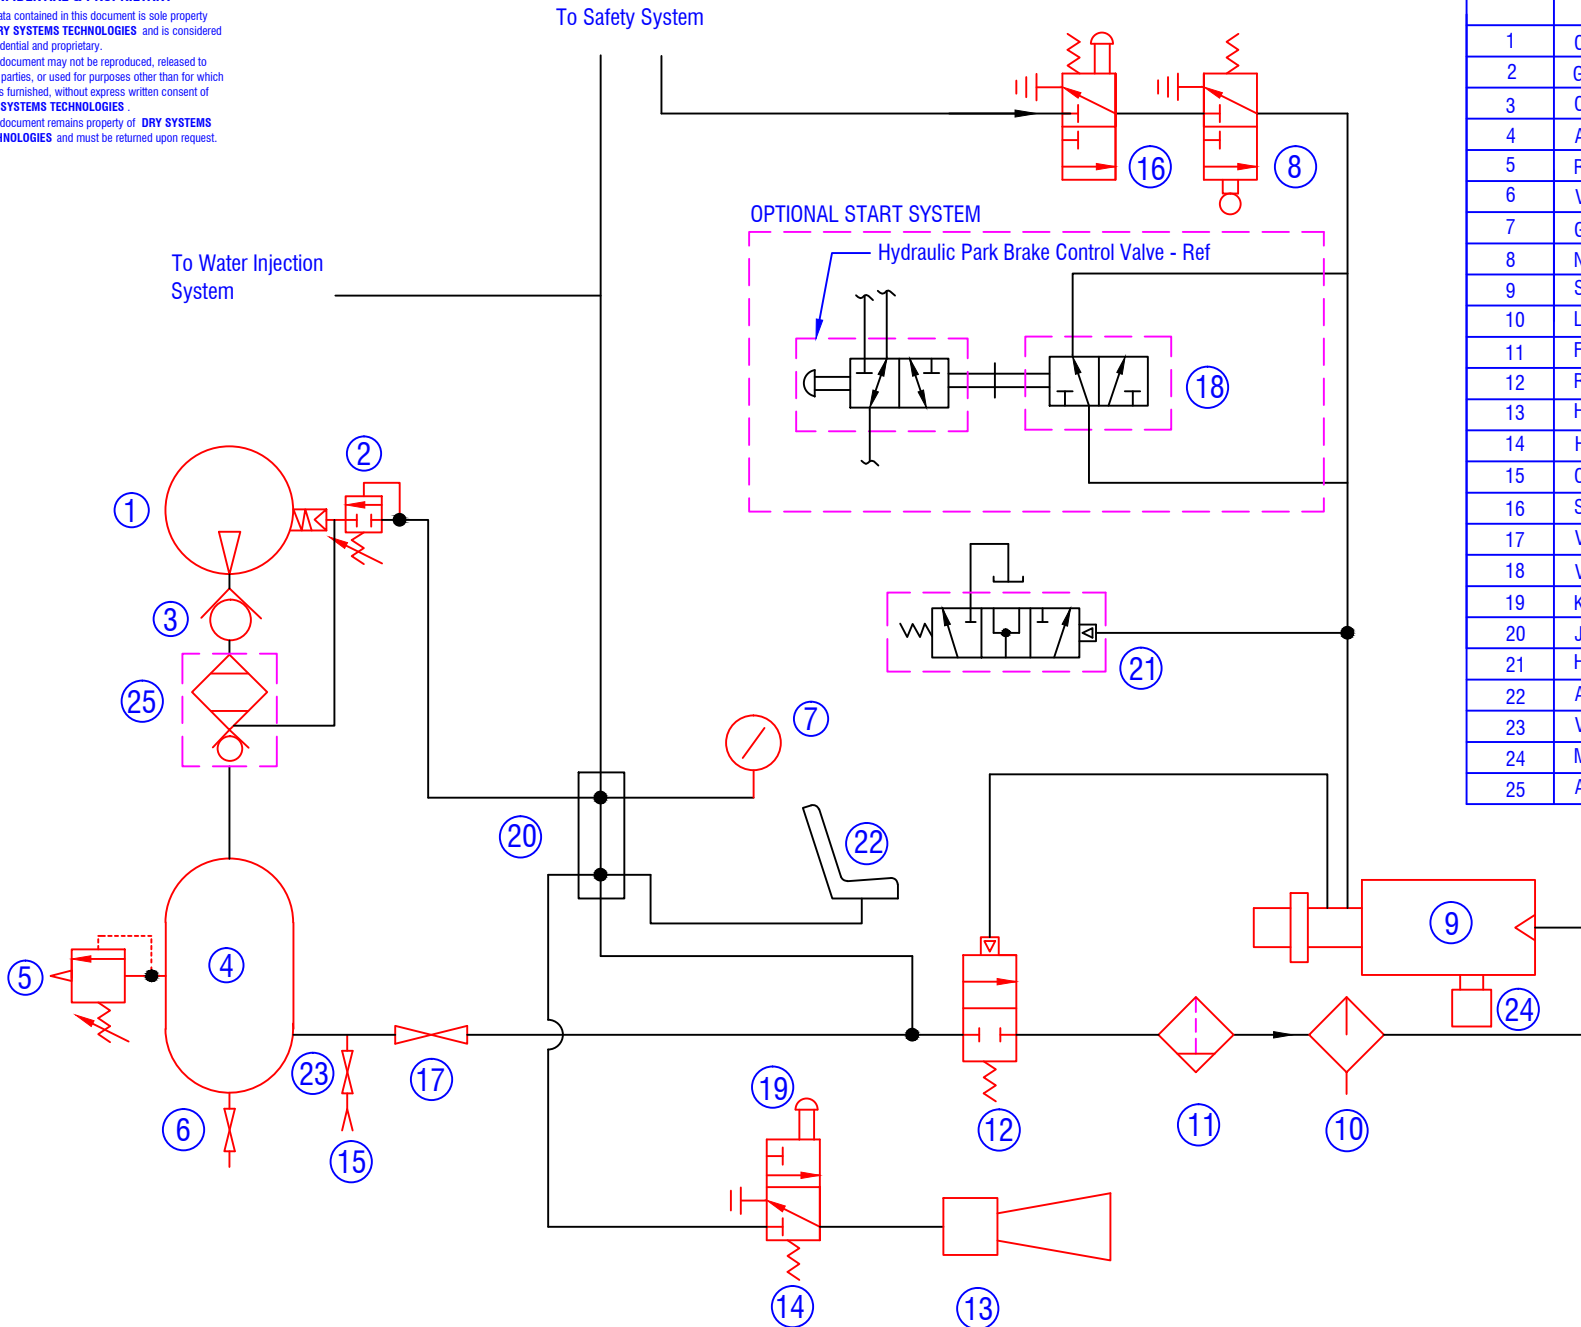 ata contained in this document is sole property
RY SYSTEMS TECHNOLOGIES and is considered
dential and proprietary.
document may not be reproduced, released to
parties, or used for purposes other than for which
s furnished, without express written consent of
SYSTEMS TECHNOLOGIES .
document remains property of DRY SYSTEMS
HNOLOGIES and must be returned upon request.
To Safety System
16
8
OPTIONAL START SYSTEM
Hydraulic Park Brake Control Valve - Ref
18
To Water Injection
System
1
2
3
25
21
7
20
22
4
5
9
24
23
17
6
15
19
12
11
10
14
13
1 C
2 G
3 C
4 A
5 P
6 V
7 G
8 N
9 S
10 L
11 F
12 R
13 H
14 H
15 C
16 S
17 V
18 V
19 K
20 J
21 H
22 A
23 V
24 M
25 A